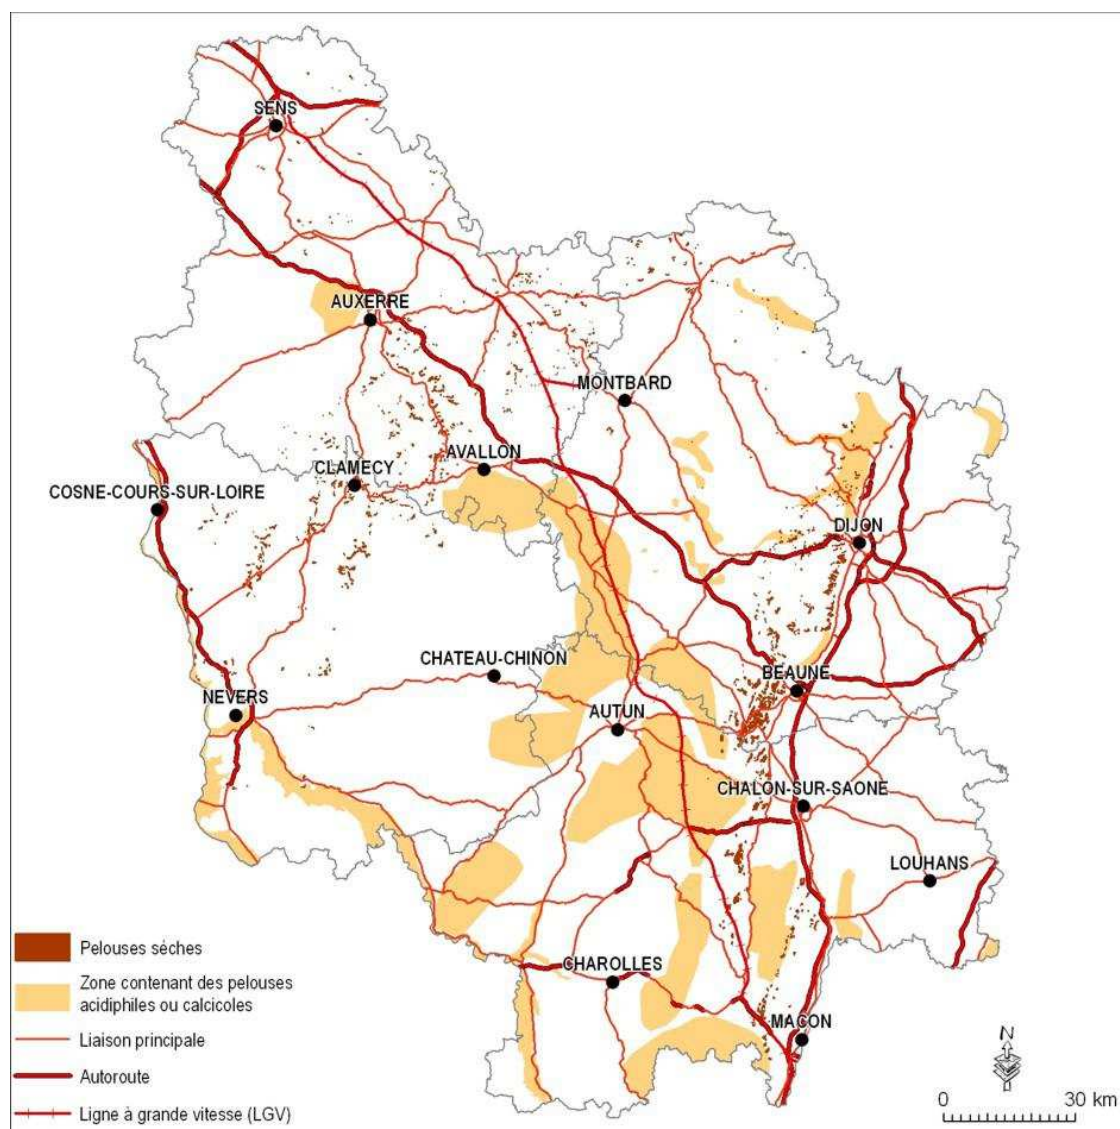 SENS
AUXERRE
MONTBARD
AVALLON
CLAMECY
COSNE-COURS-SUR-LOIRE
DIJON
CHATEAU-CHINON
BEAUNE
NEVERS
AUTUN
CHALON-SUR-SAONE
LOUHANS
CHAROLLES
MACON
Pelouses sèches
Zone contenant des pelouses
acidiphiles ou calcicoles
Liaison principale
Autoroute
Ligne à grande vitesse (LGV)
N
0 30 km